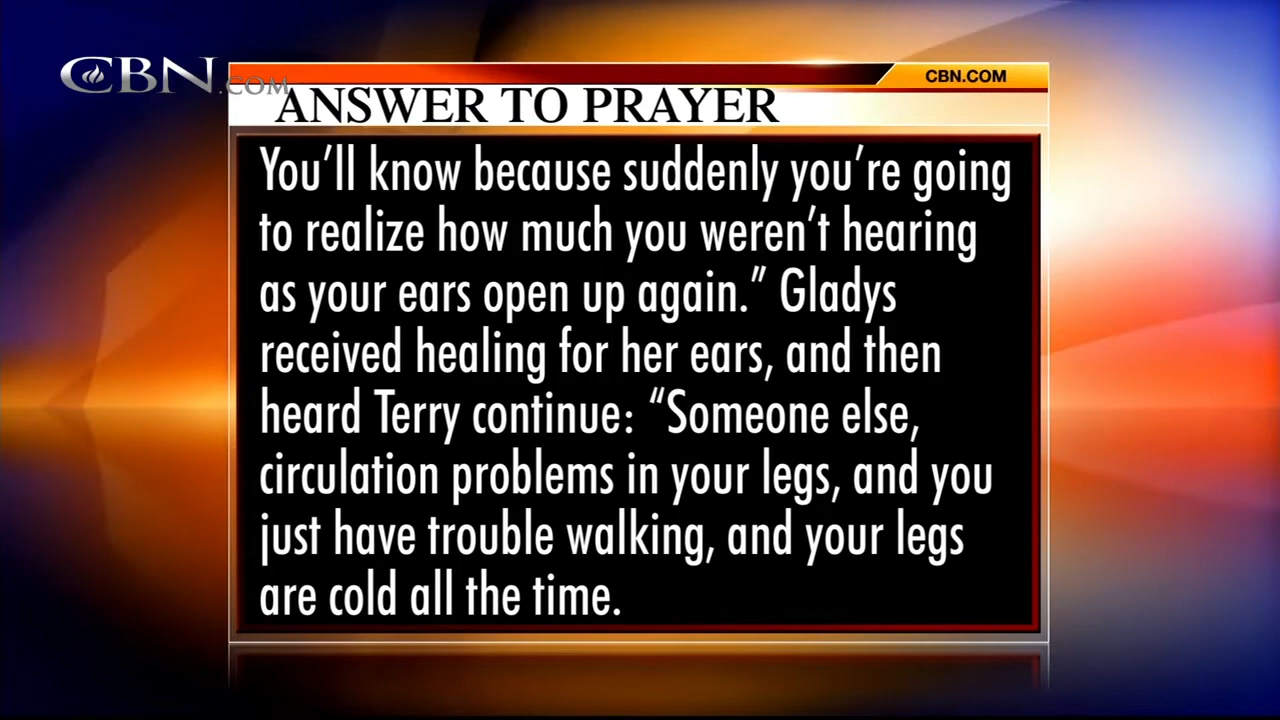 CBN.COM
CBN.COM
ANSWER TO PRAYER
You’ll know because suddenly you’re going
to realize how much you weren’t hearing
as your ears open up again.” Gladys
received healing for her ears, and then
heard Terry continue: “Someone else,
circulation problems in your legs, and you
just have trouble walking, and your legs
are cold all the time.